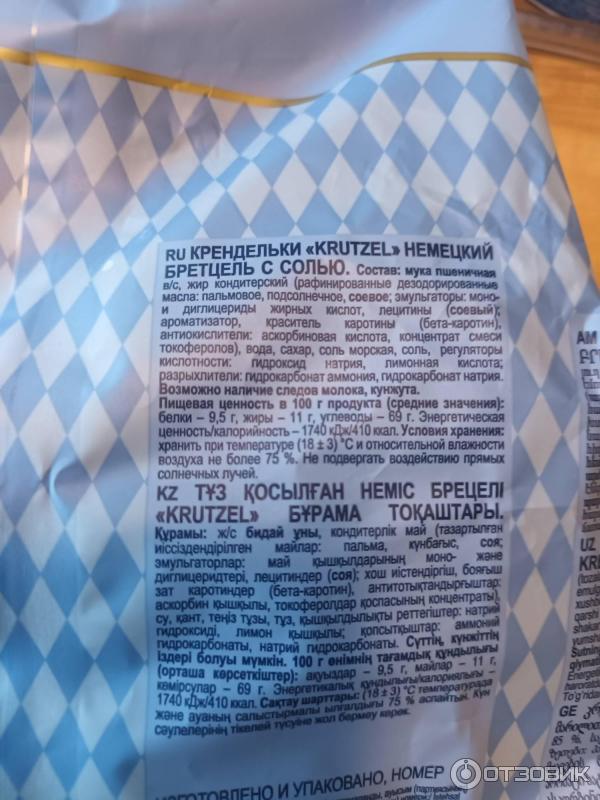 RU КРЕНДЕЛЬКИ «KRUTZEL» НЕМЕЦКИЙ
БРЕТЦЕЛЬ С СОЛЬЮ. Состав: мука пшеничная
в/с, жир кондитерский (рафинированные дезодорированные
масла: пальмовое, подсолнечное, соевое; эмульгаторы: моно-
и диглицериды жирных кислот, лецитины (соевый);
ароматизатор, краситель каротины (бета-каротин),
антиокислители: аскорбиновая кислота, концентрат смеси
токоферолов), вода, сахар, соль морская, соль, регуляторы
кислотности: гидроксид натрия, лимонная кислота;
разрыхлители: гидрокарбонат аммония, гидрокарбонат натрия.
Возможно наличие следов молока, кунжута.
Пищевая ценность в 100 г продукта (средние значения):
белки – 9,5 г, жиры – 11 г, углеводы – 69 г. Энергетическая
ценность/калорийность – 1740 кДж/410 ккал. Условия хранения:
хранить при температуре (18 ± 3) °С и относительной влажности
воздуха не более 75 %. Не подвергать воздействию прямых
солнечных лучей.
KZ ТҰЗ ҚОСЫЛҒАН НЕМІС БРЕЦЕЛІ
«KRUTZEL» БҰРАМА ТОҚАШТАРЫ.
Құрамы: ж/с бидай ұны, кондитерлік май (тазартылған
иіссіздендірілген майлар: пальма, күнбағыс, соя;
эмульгаторлар: май қышқылдарының моно- және
диглицеридтері, лецитиндер (соя); хош иістендіргіш, бояғыш
зат каротиндер (бета-каротин), антитотықтандырғыштар:
аскорбин қышқылы, токоферолдар қоспасының концентраты),
су, қант, теңіз тұзы, тұз, қышқылдықты реттегіштер: натрий
гидроксиді, лимон қышқылы; қопсытқыштар: аммоний
гидрокарбонаты, натрий гидрокарбонаты. Сүттің, күнжіттің
іздері болуы мүмкін. 100 г өнімнің тағамдық құндылығы
(орташа көрсеткіштер): ақуыздар – 9,5 г, майлар – 11 г,
көмірсулар – 69 г. Энергетикалық құндылығы/калориялығы –
1740 кДж/410 ккал. Сақтау шарттары: (18 ± 3) °С температурада
және ауаның салыстырмалы ылғалдығы 75 % аспайтын. Күн
сәулелерінің тікелей түсуіне жол бермеу керек.
ИЗГОТОВЛЕНО И УПАКОВАНО, НОМЕР
AM
UZ
KR
GE
85 %
ОТЗОВИК